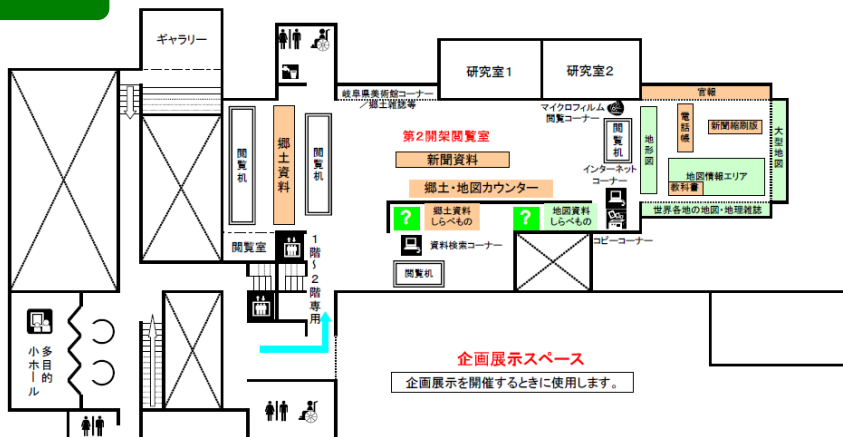 ギャラリー
研究室1
研究室2
岐阜県美術館コーナー
／郷土雑誌等
マイクロフィルム
閲覧コーナー
官報
第2開架閲覧室
閲覧机
郷土資料
閲覧机
新聞資料
閲覧机
地形図
電話帳
新聞縮刷版
大型地図
インターネット
コーナー
地図情報エリア
教科書
郷土・地図カウンター
?
郷土資料
しらべもの
?
地図資料
しらべもの
世界各地の地図・地理雑誌
閲覧室
1階～2階専用
資料検索コーナー
コピーコーナー
閲覧机
多目的
小ホール
企画展示スペース
企画展示を開催するときに使用します。